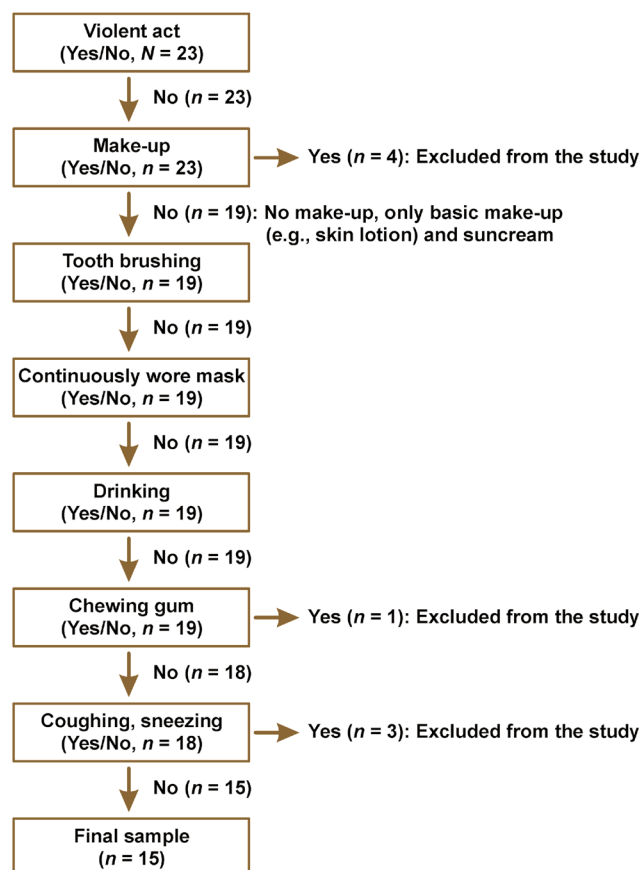 Violent act
(Yes/No, N = 23)
No (n = 23)
Make-up
(Yes/No, n = 23)
Yes (n = 4): Excluded from the study
No (n = 19): No make-up, only basic make-up
(e.g., skin lotion) and suncream
Tooth brushing
(Yes/No, n = 19)
No (n = 19)
Continuously wore mask
(Yes/No, n = 19)
No (n = 19)
Drinking
(Yes/No, n = 19)
No (n = 19)
Chewing gum
(Yes/No, n = 19)
Yes (n = 1): Excluded from the study
No (n = 18)
Coughing, sneezing
(Yes/No, n = 18)
Yes (n = 3): Excluded from the study
No (n = 15)
Final sample
(n = 15)